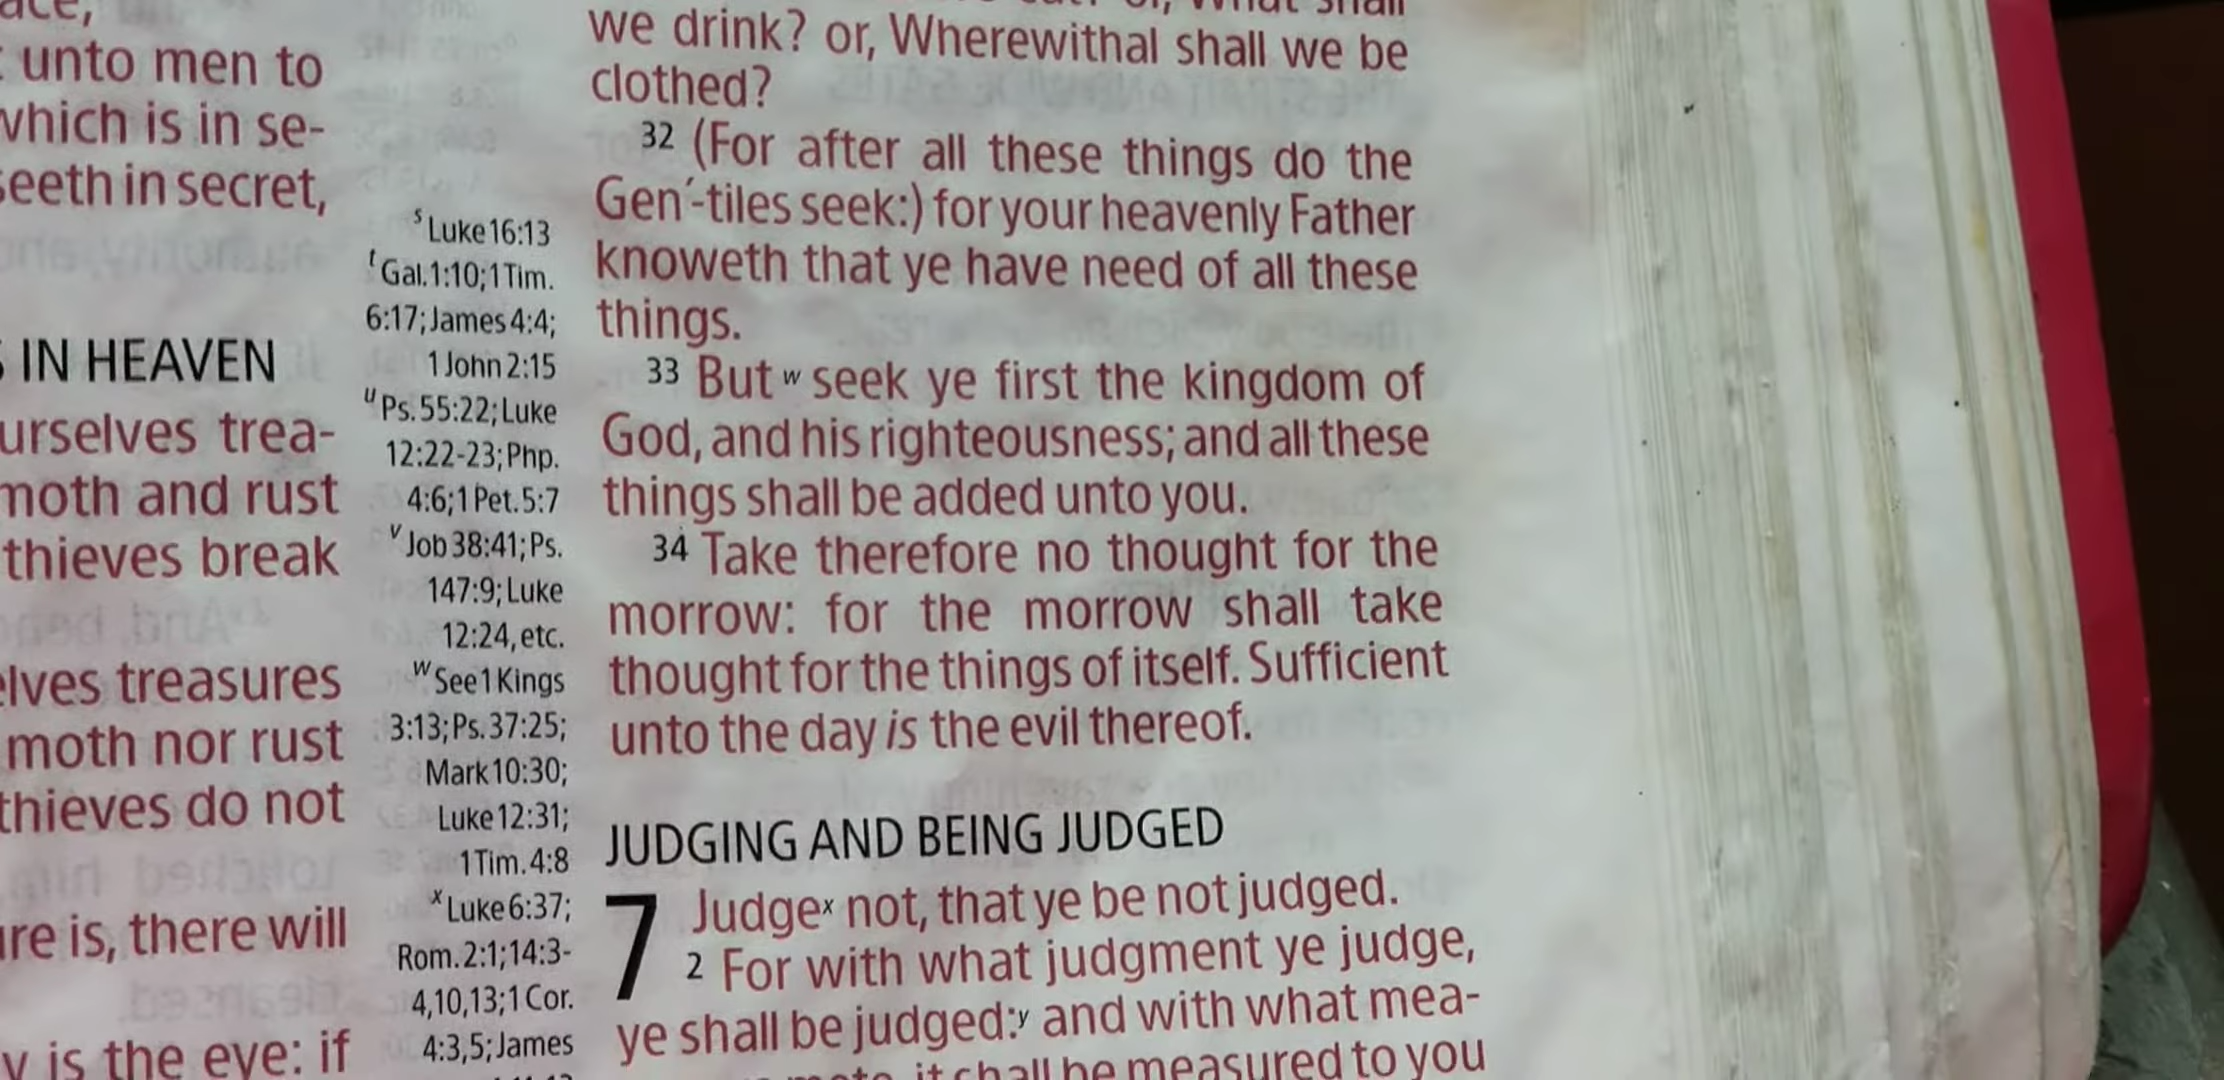 ace,
unto men to
which is in se-
seeth in secret,
IN HEAVEN
urselves trea-
moth and rust
thieves break
elves treasures
moth nor rust
thieves do not
ure is, there will
y is the eye: if
s Luke 16:13
t Gal. 1:10; 1 Tim.
6:17; James 4:4;
1 John 2:15
u Ps. 55:22; Luke
12:22-23; Php.
4:6; 1 Pet. 5:7
v Job 38:41; Ps.
147:9; Luke
12:24, etc.
w See 1 Kings
3:13; Ps. 37:25;
Mark 10:30;
Luke 12:31;
1 Tim. 4:8
x Luke 6:37;
Rom. 2:1; 14:3-
4,10,13; 1 Cor.
4:3,5; James
what shall
we drink? or, Wherewithal shall we be
clothed?
32 (For after all these things do the
Gen´-tiles seek:) for your heavenly Father
knoweth that ye have need of all these
things.
33 But w seek ye first the kingdom of
God, and his righteousness; and all these
things shall be added unto you.
34 Take therefore no thought for the
morrow: for the morrow shall take
thought for the things of itself. Sufficient
unto the day is the evil thereof.
JUDGING AND BEING JUDGED
7 Judge x not, that ye be not judged.
2 For with what judgment ye judge,
ye shall be judged: y and with what mea-
it shall be measured to you